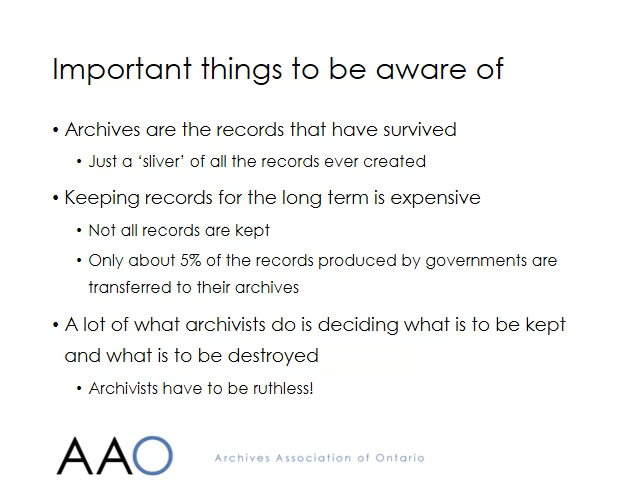 Important things to be aware of
• Archives are the records that have survived
• Just a ‘sliver’ of all the records ever created
• Keeping records for the long term is expensive
• Not all records are kept
• Only about 5% of the records produced by governments are
transferred to their archives
• A lot of what archivists do is deciding what is to be kept
and what is to be destroyed
• Archivists have to be ruthless!
AAO
Archives Association of Ontario